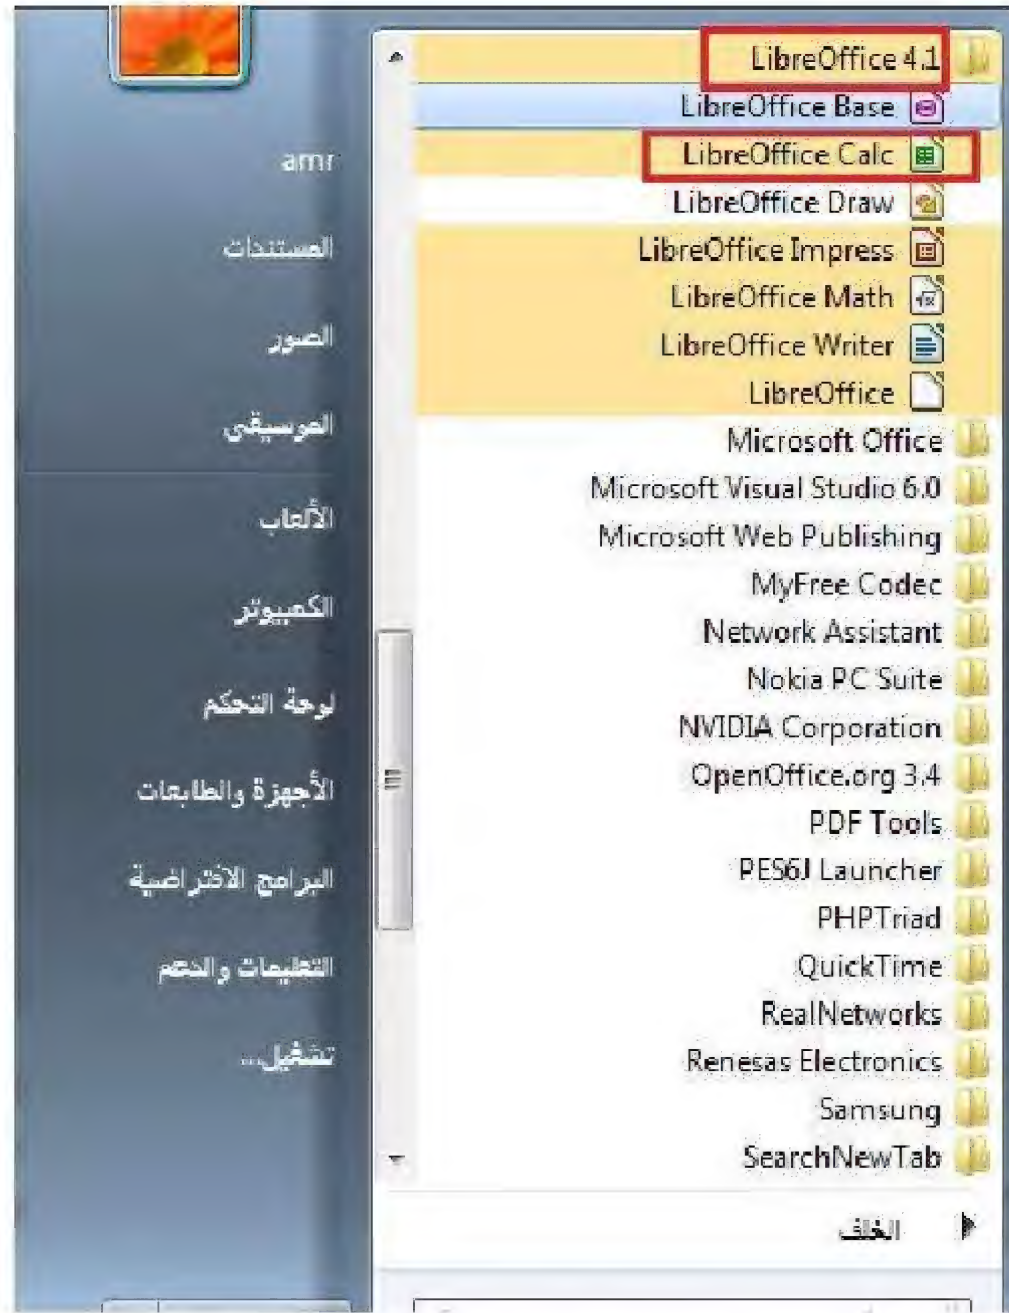 LibreOffice 4.1
LibreOffice Base
LibreOffice Calc
LibreOffice Draw
LibreOffice Impress
LibreOffice Math
LibreOffice Writer
LibreOffice
Microsoft Office
Microsoft Visual Studio 6.0
Microsoft Web Publishing
MyFree Codec
Network Assistant
Nokia PC Suite
NVIDIA Corporation
OpenOffice.org 3.4
PDF Tools
PES6J Launcher
PHPTriad
QuickTime
RealNetworks
Renesas Electronics
Samsung
SearchNewTab
الخلف
amr
المستندات
الصور
الموسيقى
الألعاب
الكمبيوتر
لوحة التحكم
الأجهزة والطابعات
البرامج الافتراضية
التعليمات والدعم
تشغيل...